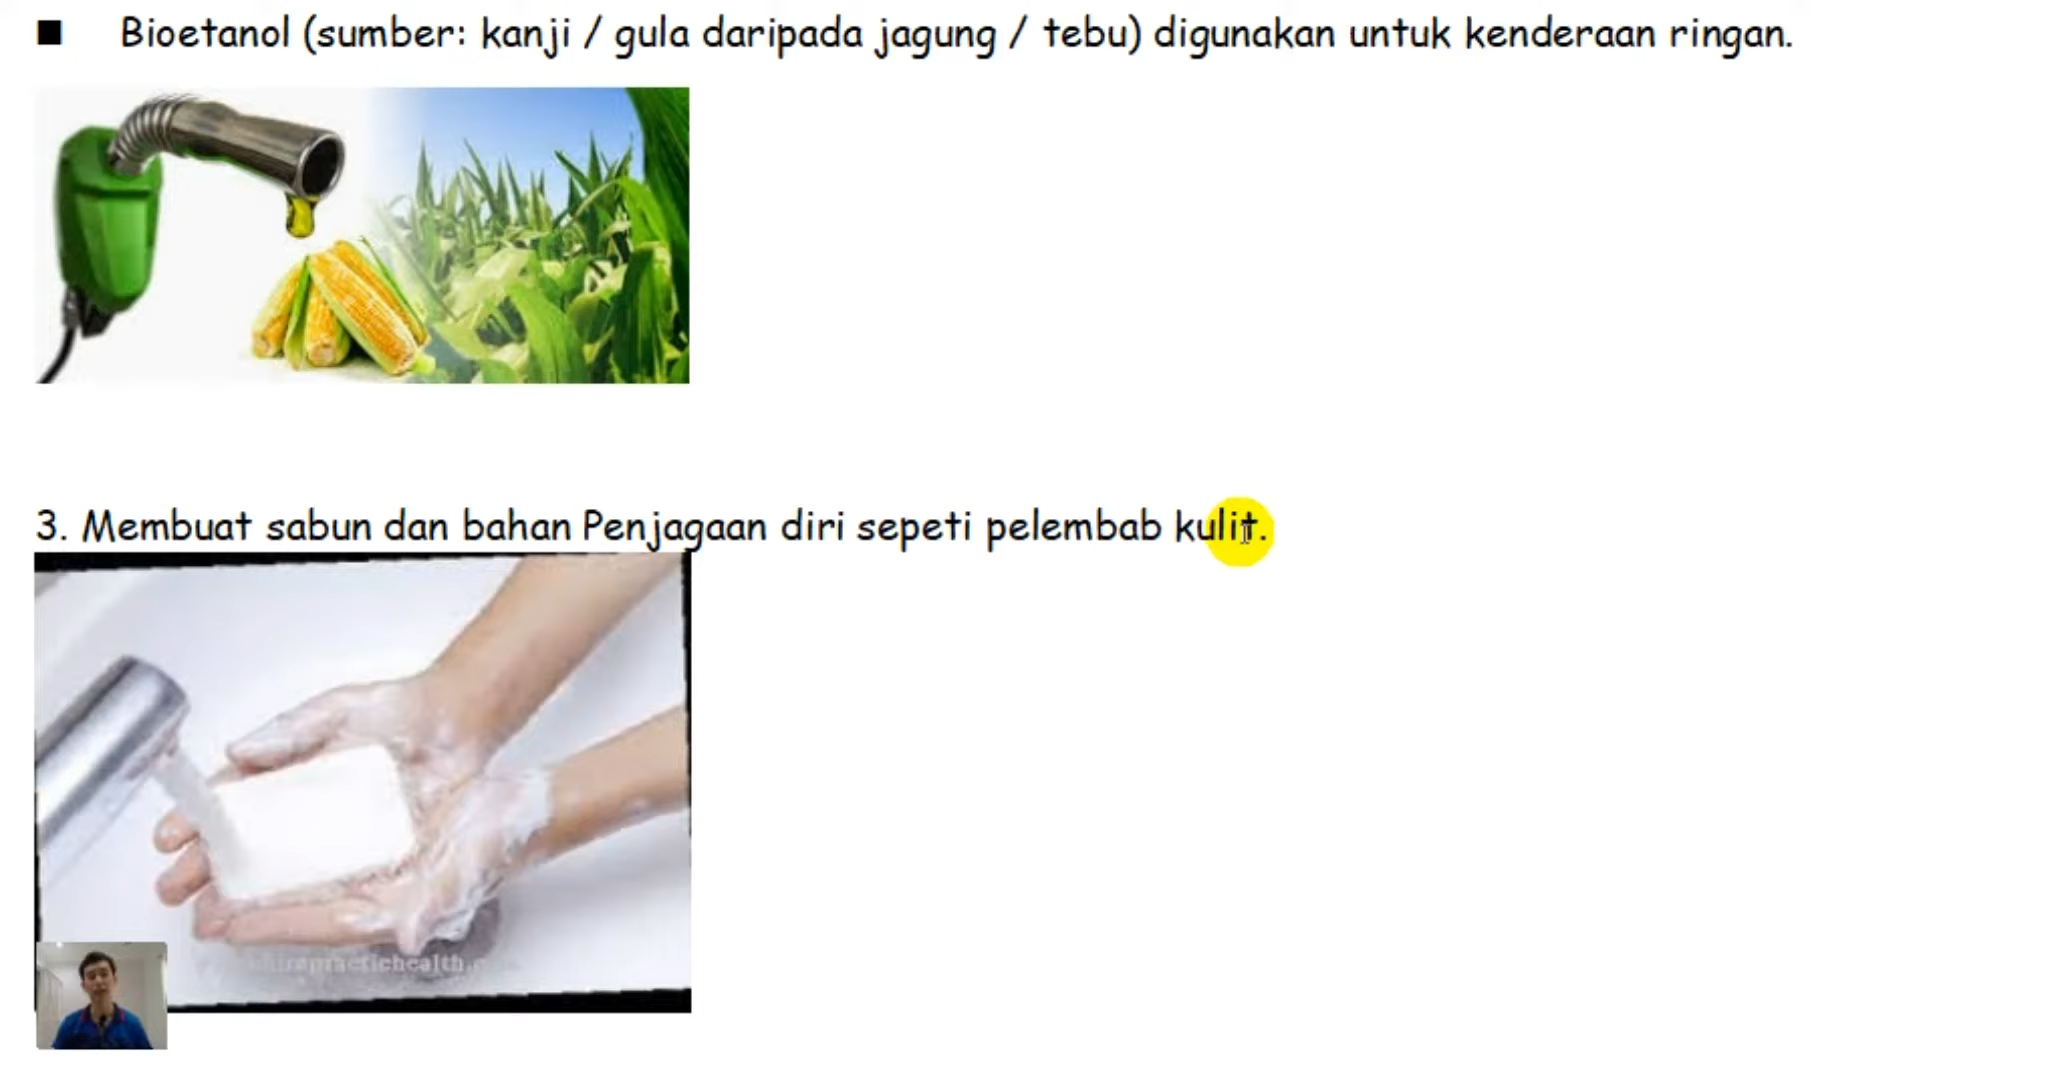 ■ Bioetanol (sumber: kanji / gula daripada jagung / tebu) digunakan untuk kenderaan ringan.
3. Membuat sabun dan bahan Penjagaan diri sepeti pelembab kulit.